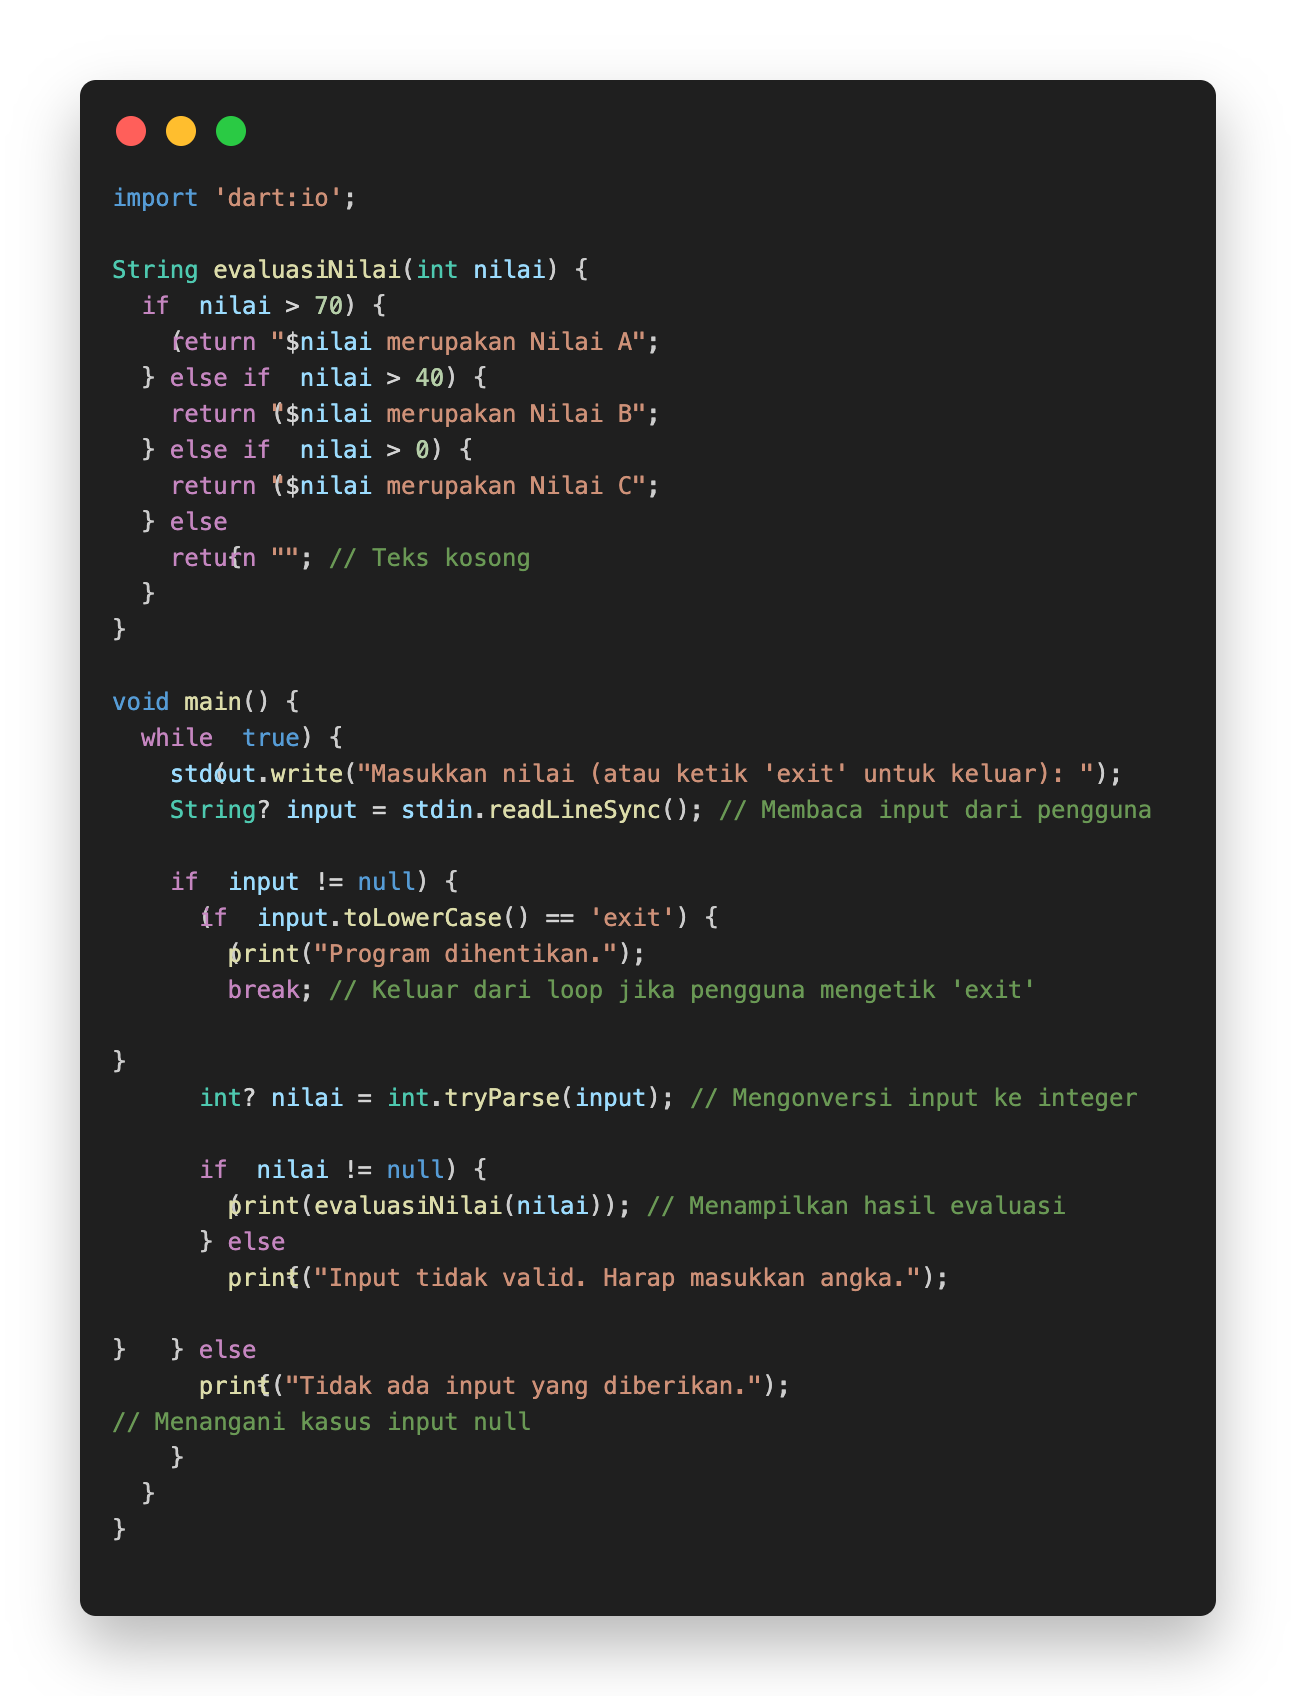 import 'dart:io';
String evaluasiNilai(int nilai) {
  if (nilai > 70) {
    return "$nilai merupakan Nilai A";
  } else if (nilai > 40) {
    return "$nilai merupakan Nilai B";
  } else if (nilai > 0) {
    return "$nilai merupakan Nilai C";
  } else {
    return ""; // Teks kosong
  }
}
void main() {
  while (true) {
    stdout.write("Masukkan nilai (atau ketik 'exit' untuk keluar): ");
    String? input = stdin.readLineSync(); // Membaca input dari pengguna
    if (input != null) {
      if (input.toLowerCase() == 'exit') {
        print("Program dihentikan.");
        break; // Keluar dari loop jika pengguna mengetik 'exit'
}
      int? nilai = int.tryParse(input); // Mengonversi input ke integer
      if (nilai != null) {
        print(evaluasiNilai(nilai)); // Menampilkan hasil evaluasi
      } else {
        print("Input tidak valid. Harap masukkan angka.");
}   } else {
      print("Tidak ada input yang diberikan.");
// Menangani kasus input null
    }
  }
}